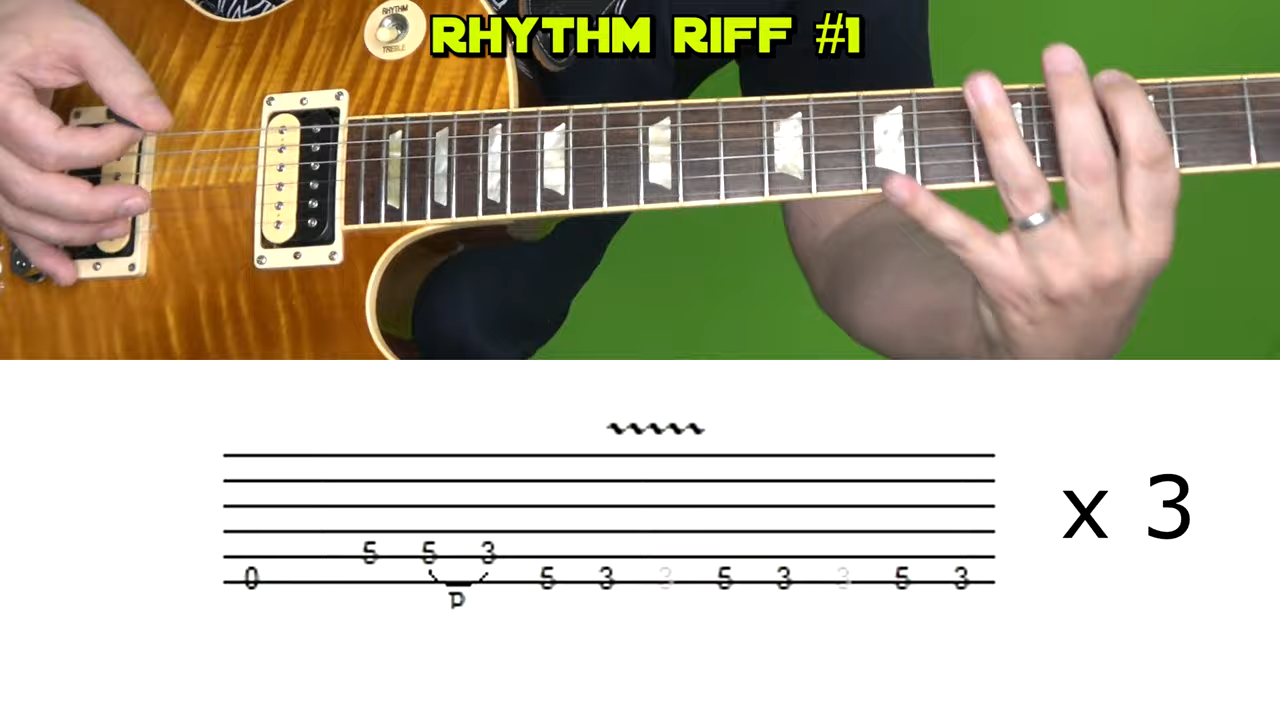 RHYTHM
TREBLE
RHYTHM RIFF #1
x 3
5 5 3
0 5 3 3 5 3 3 5 3
p